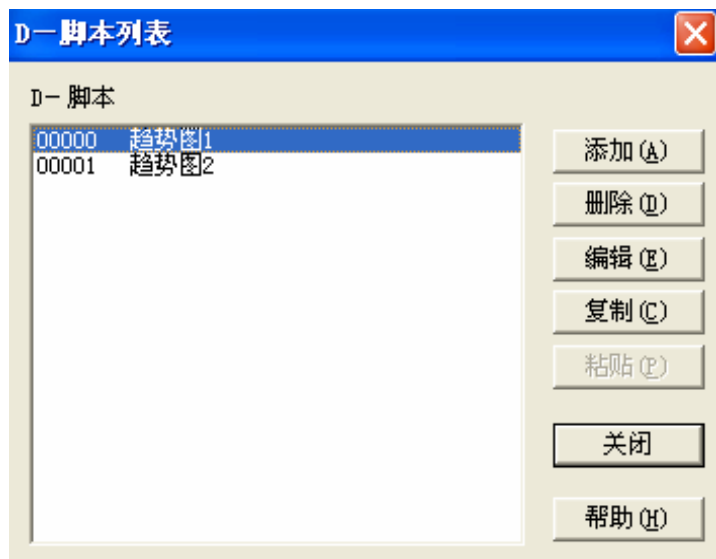 D－脚本列表
D－ 脚本
00000 趋势图1
00001 趋势图2
添加(A)
删除(D)
编辑(E)
复制(C)
粘贴(P)
关闭
帮助(H)